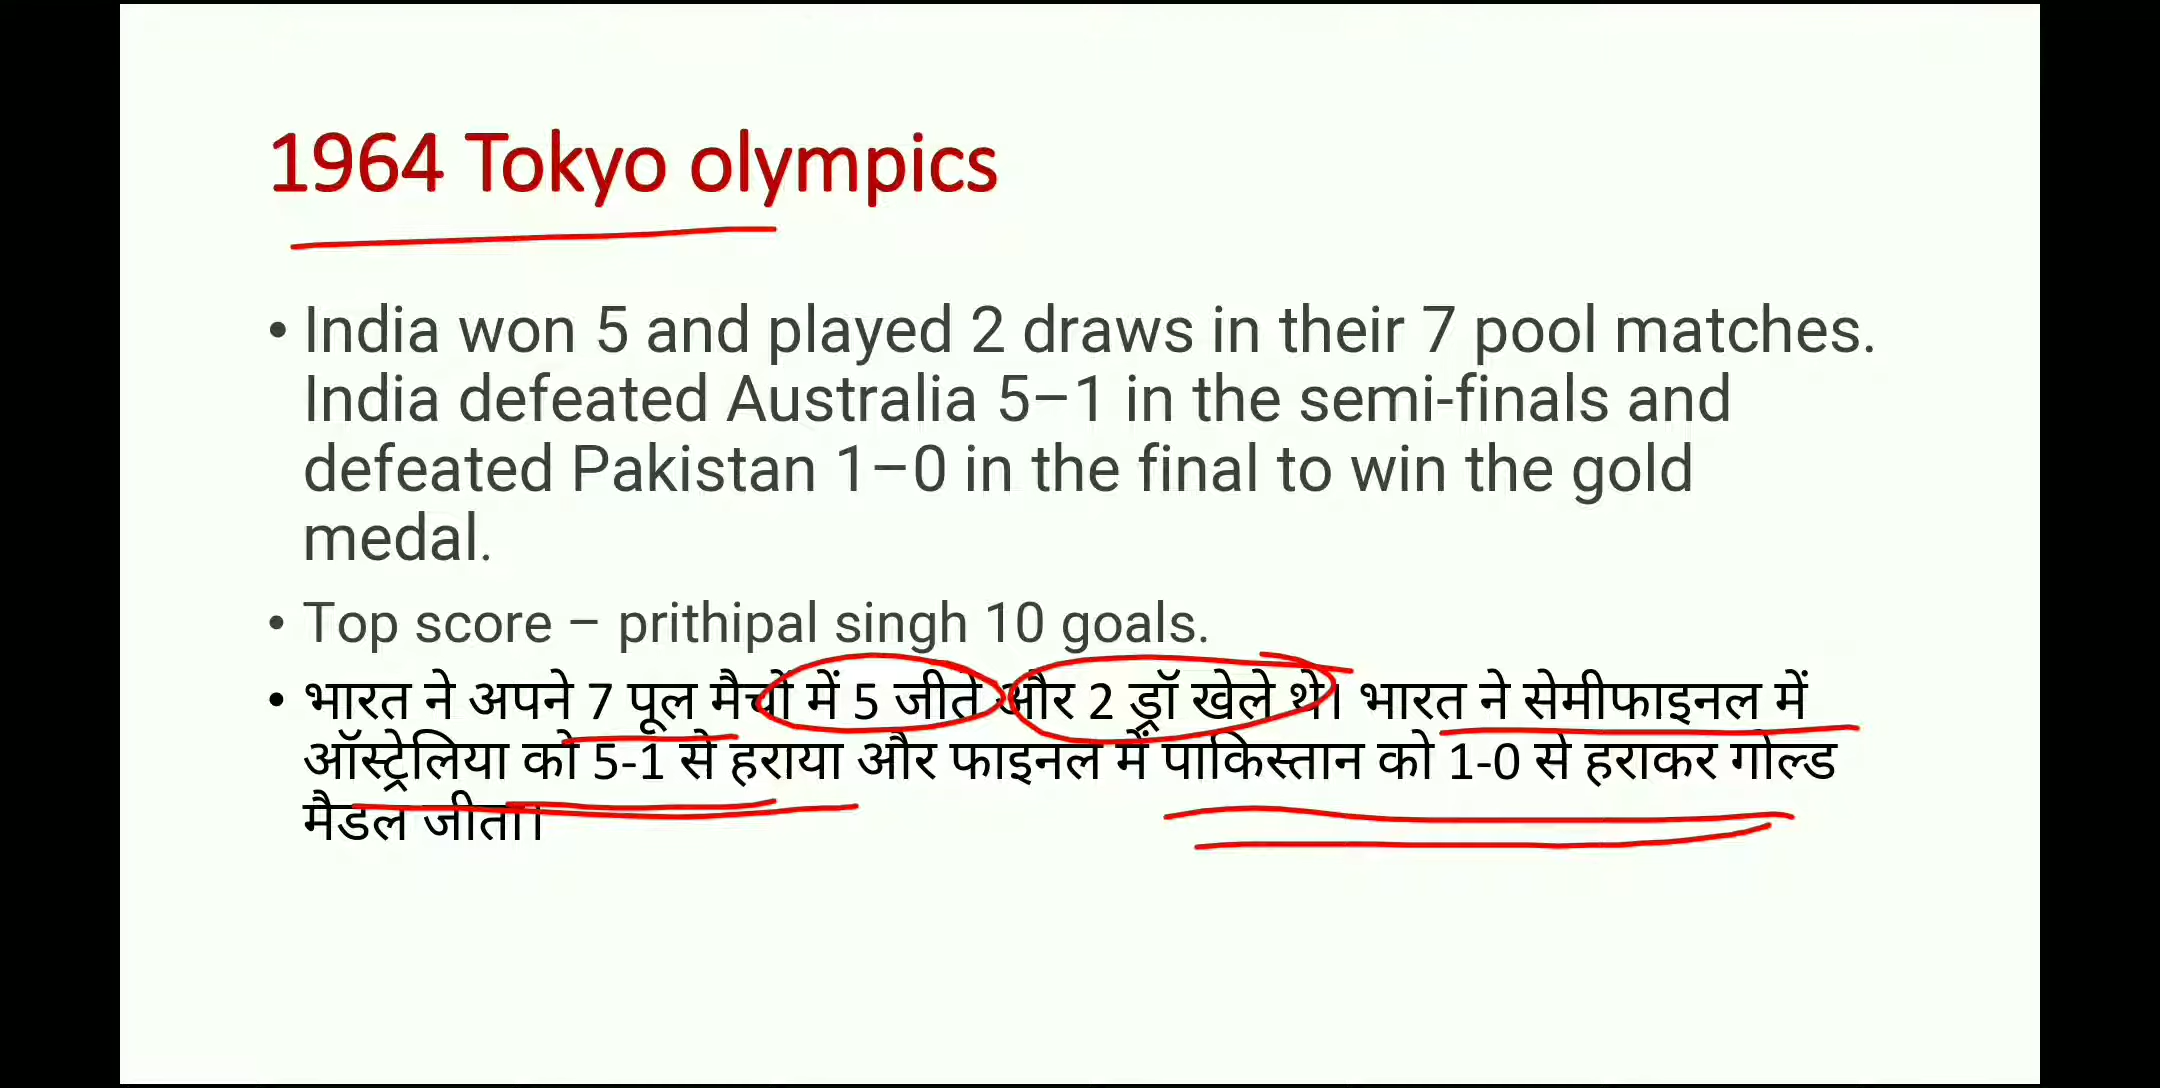 1964 Tokyo olympics
• India won 5 and played 2 draws in their 7 pool matches.
India defeated Australia 5–1 in the semi-finals and
defeated Pakistan 1–0 in the final to win the gold
medal.
• Top score – prithipal singh 10 goals.
• भारत ने अपने 7 पूल मैचों में 5 जीते और 2 ड्रॉ खेले थे। भारत ने सेमीफाइनल में
ऑस्ट्रेलिया को 5-1 से हराया और फाइनल में पाकिस्तान को 1-0 से हराकर गोल्ड
मैडल जीता।